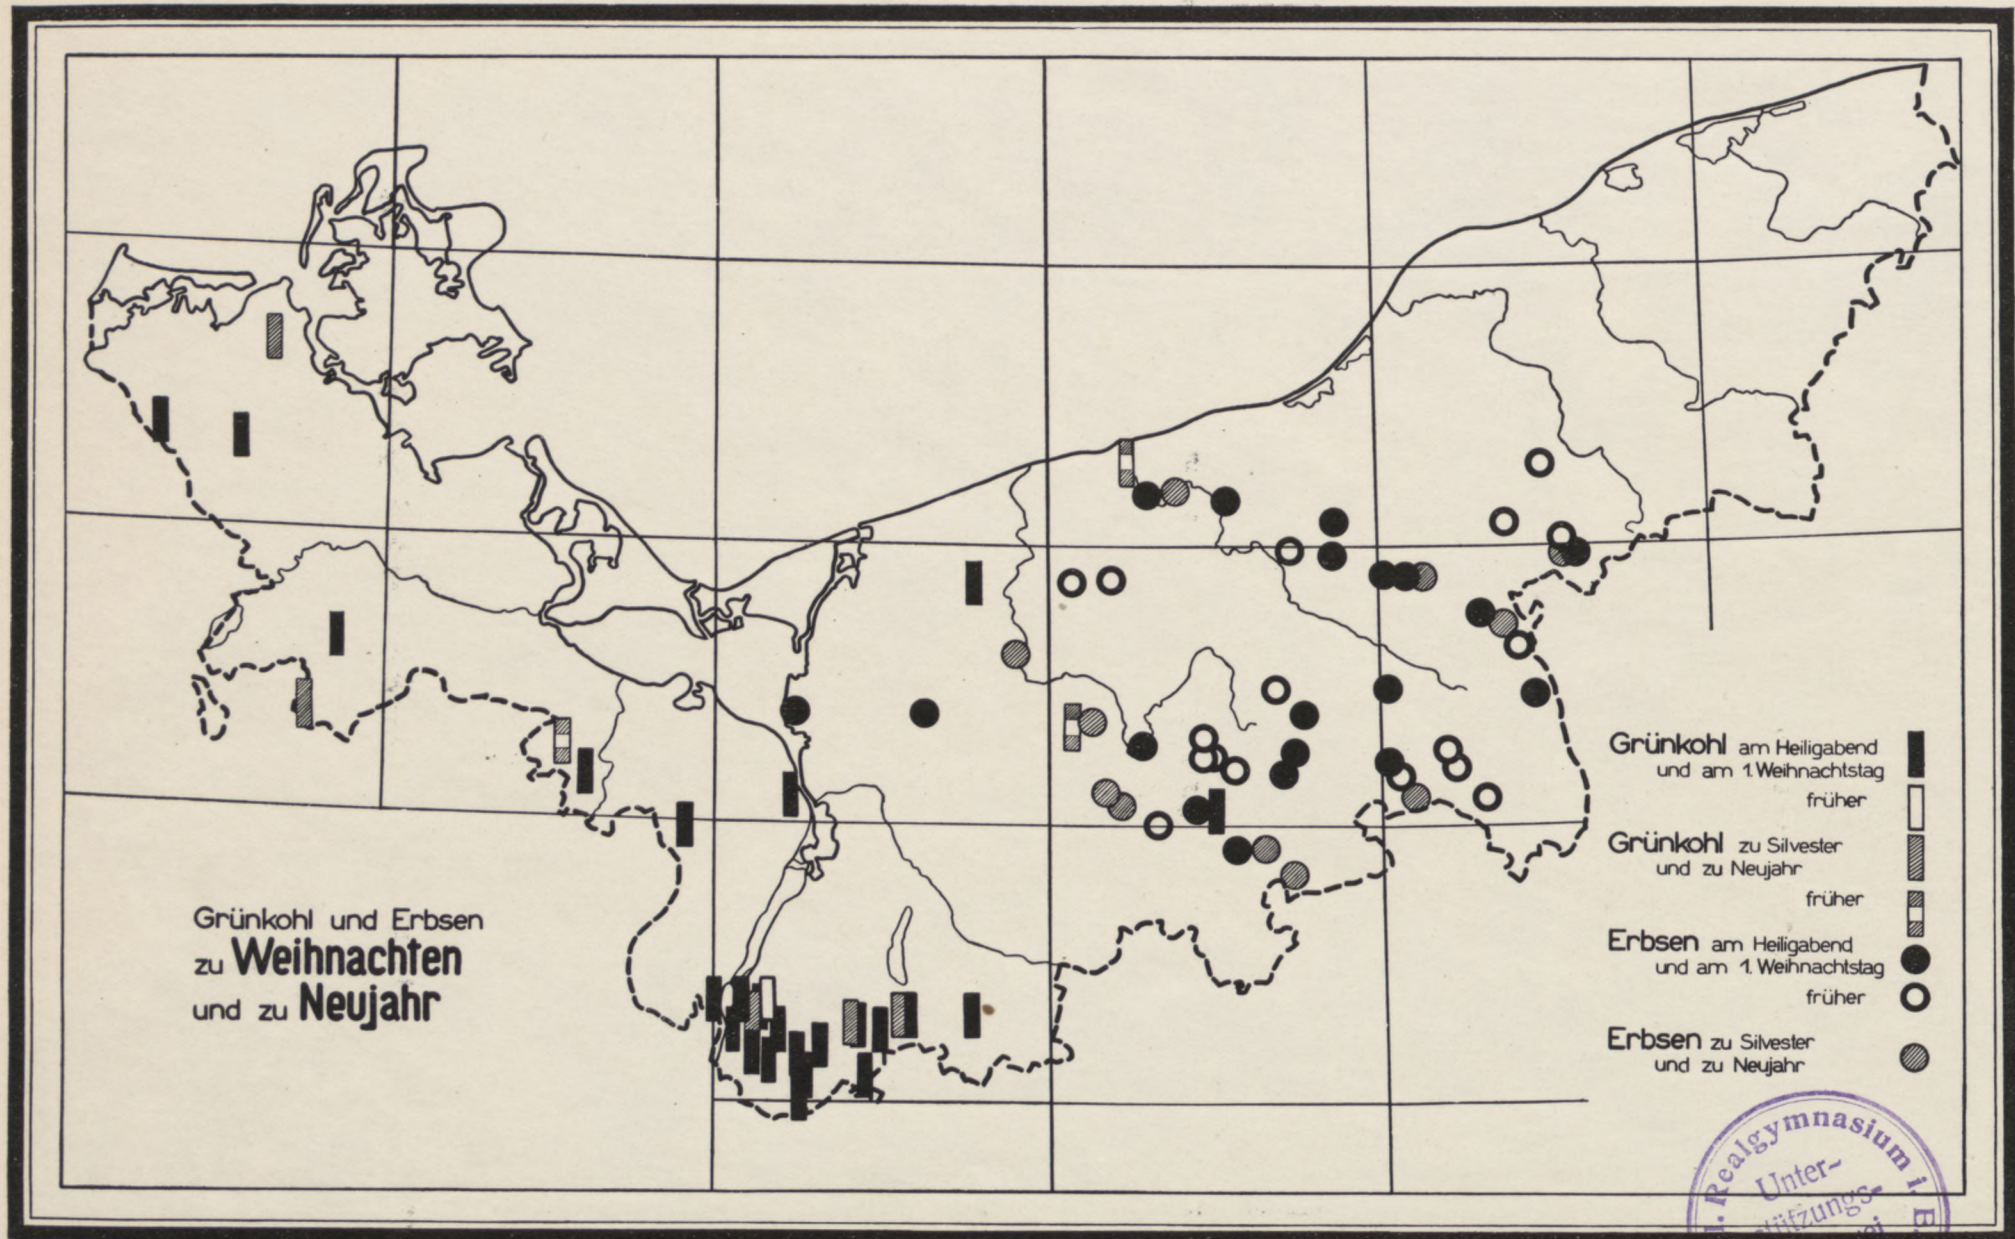 Grünkohl und Erbsen
zu Weihnachten
und zu Neujahr
Grünkohl am Heiligabend
und am 1. Weihnachtstag
früher
Grünkohl zu Silvester
und zu Neujahr
früher
Erbsen am Heiligabend
und am 1. Weihnachtstag
früher
Erbsen zu Silvester
und zu Neujahr
Realgymnasium i. E.
Unter-